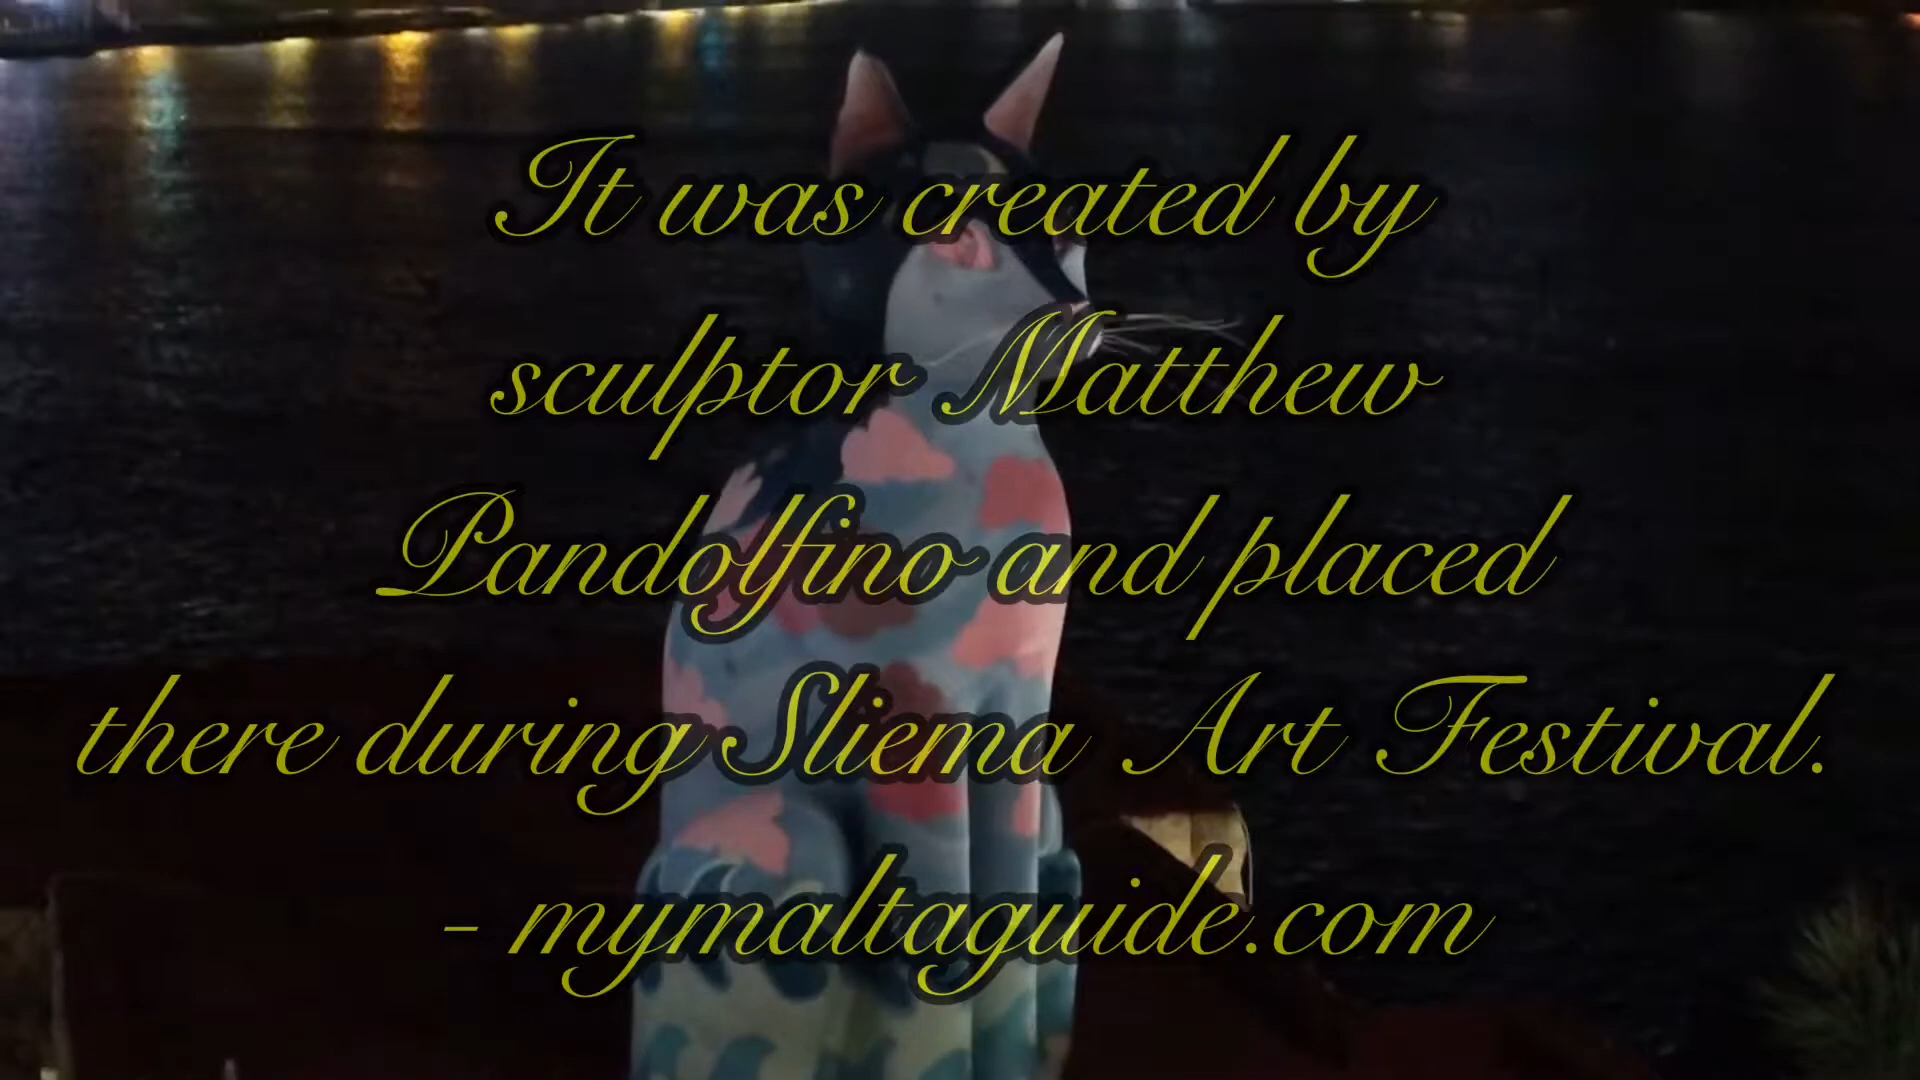 It was created by
sculptor Matthew
Pandolfino and placed
there during Sliema Art Festival.
- mymaltaguide.com